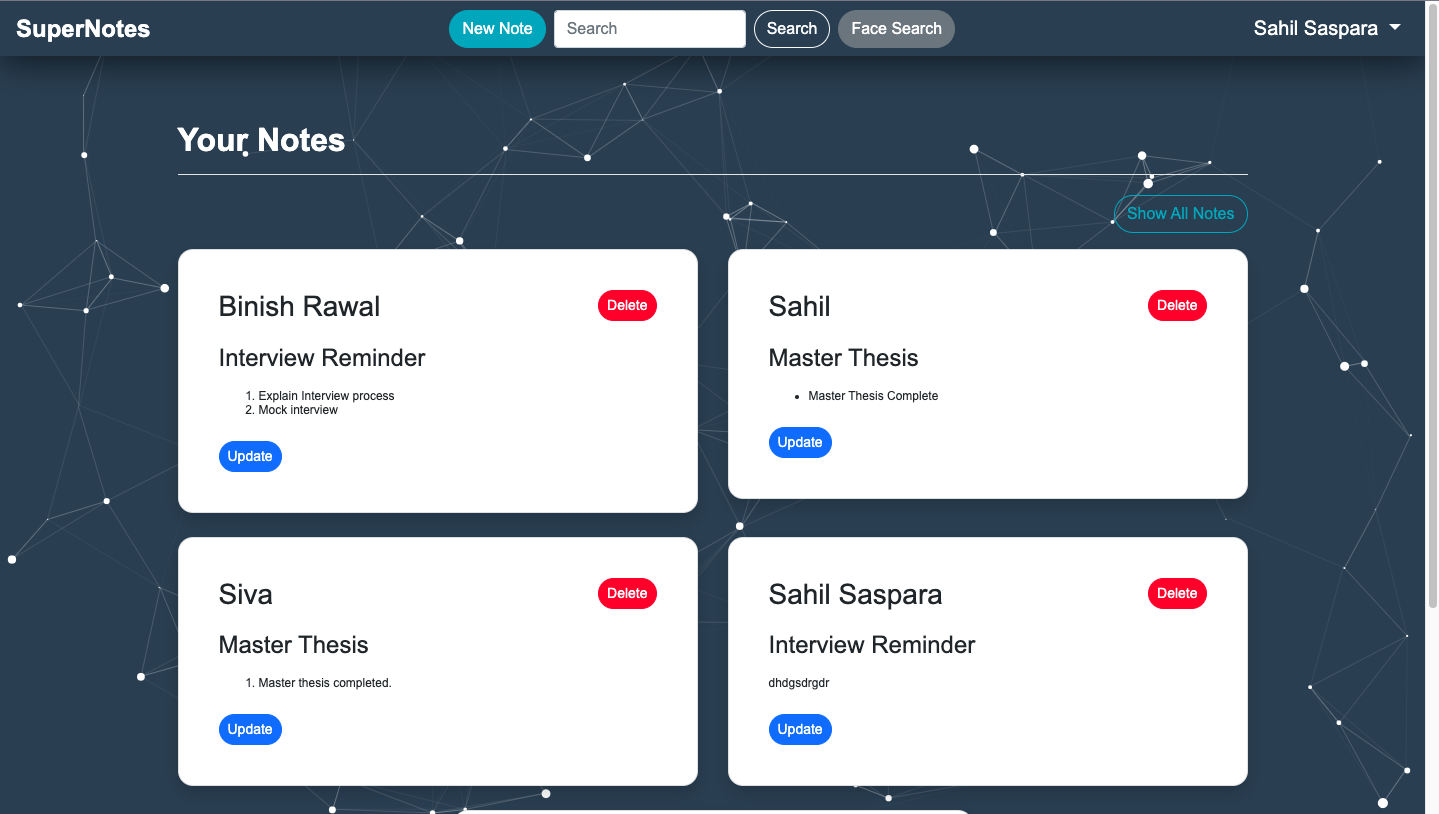 SuperNotes
New Note
Search
Search
Face Search
Sahil Saspara
Your Notes
Show All Notes
Binish Rawal
Delete
Interview Reminder
1. Explain Interview process
2. Mock interview
Update
Sahil
Delete
Master Thesis
• Master Thesis Complete
Update
Siva
Delete
Master Thesis
1. Master thesis completed.
Update
Sahil Saspara
Delete
Interview Reminder
dhdgsdrgdr
Update